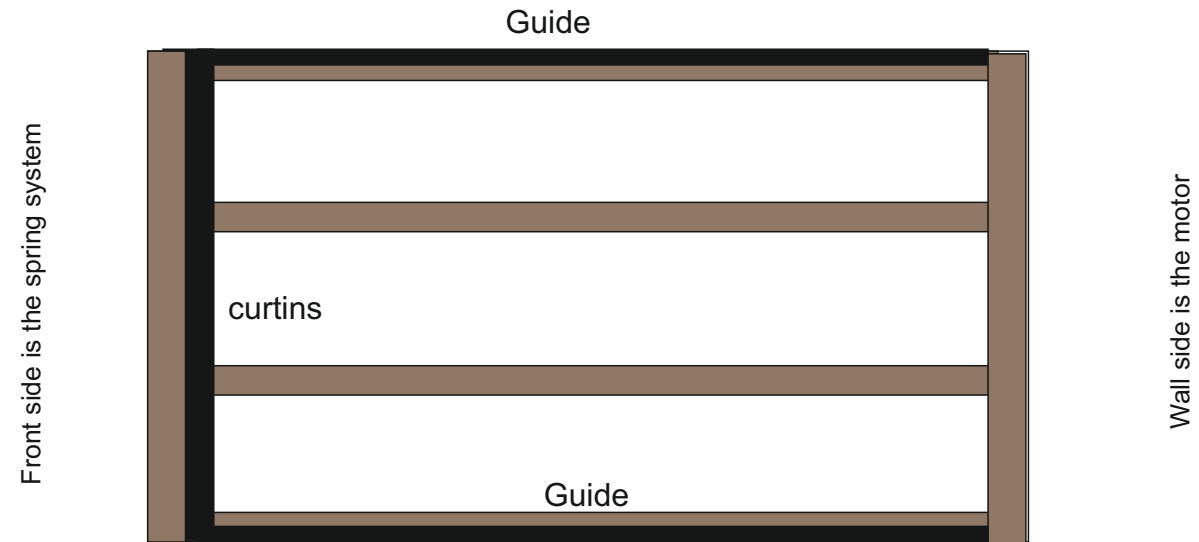 Guide
Front side is the spring system
Wall side is the motor
curtins
Guide